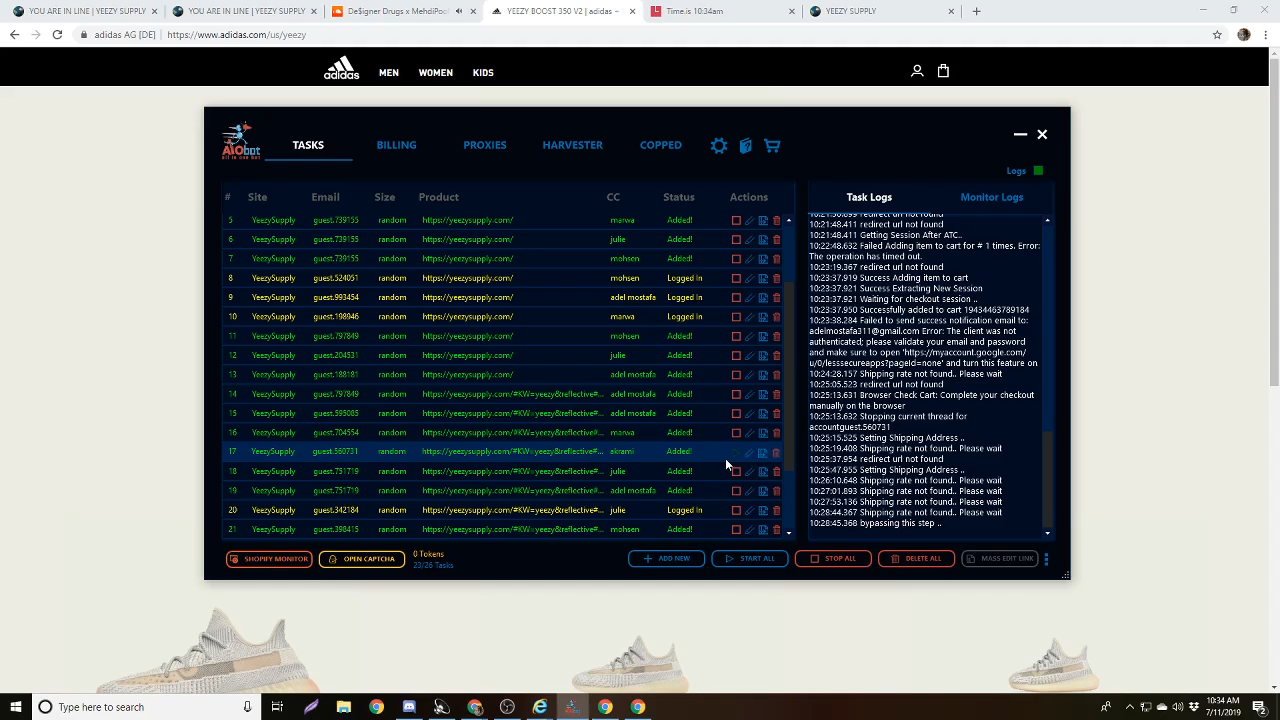 YOU ARE IN LINE | YEEZY SUPPLY
YOU ARE IN LINE | YEEZY SUPPLY
De$igner Drugs x MehdiPock
YEEZY BOOST 350 V2 | adidas –
Time.is 10:34am
YEEZY SUPPLY
adidas AG [DE] | https://www.adidas.com/us/yeezy
MEN WOMEN KIDS
AIObot
all in one bot
TASKS BILLING PROXIES HARVESTER COPPED
Logs
# Site Email Size Product CC Status Actions
5 YeezySupply guest.739155 random https://yeezysupply.com/ marwa Added!
6 YeezySupply guest.739155 random https://yeezysupply.com/ julie Added!
7 YeezySupply guest.739155 random https://yeezysupply.com/ mohsen Added!
8 YeezySupply guest.524051 random https://yeezysupply.com/ mohsen Logged In
9 YeezySupply guest.993454 random https://yeezysupply.com/ adel mostafa Logged In
10 YeezySupply guest.198946 random https://yeezysupply.com/ marwa Logged In
11 YeezySupply guest.797849 random https://yeezysupply.com/ mohsen Added!
12 YeezySupply guest.204531 random https://yeezysupply.com/ julie Added!
13 YeezySupply guest.188181 random https://yeezysupply.com/ adel mostafa Added!
14 YeezySupply guest.797849 random https://yeezysupply.com/#KW=yeezy&reflective#... adel mostafa Added!
15 YeezySupply guest.595085 random https://yeezysupply.com/#KW=yeezy&reflective#... adel mostafa Added!
16 YeezySupply guest.704554 random https://yeezysupply.com/#KW=yeezy&reflective#... marwa Added!
17 YeezySupply guest.560731 random https://yeezysupply.com/#KW=yeezy&reflective#... akrami Added!
18 YeezySupply guest.751719 random https://yeezysupply.com/#KW=yeezy&reflective#... julie Added!
19 YeezySupply guest.751719 random https://yeezysupply.com/#KW=yeezy&reflective#... adel mostafa Added!
20 YeezySupply guest.342184 random https://yeezysupply.com/#KW=yeezy&reflective#... julie Logged In
21 YeezySupply guest.398415 random https://yeezysupply.com/#KW=yeezy&reflective#... mohsen Added!
Task Logs Monitor Logs
10:21:30.899 redirect url not found
10:21:48.411 redirect url not found
10:21:48.411 Getting Session After ATC..
10:22:48.632 Failed Adding item to cart for # 1 times. Error:
The operation has timed out.
10:23:19.367 redirect url not found
10:23:37.919 Success Adding item to cart
10:23:37.921 Success Extracting New Session
10:23:37.921 Waiting for checkout session ..
10:23:37.950 Successfully added to cart 19434463789184
10:23:38.284 Failed to send success notification email to:
adelmostafa311@gmail.com Error: The client was not
authenticated; please validate your email and password
and make sure to open 'https://myaccount.google.com/
u/0/lesssecureapps?pageId=none' and turn this feature on
10:24:28.157 Shipping rate not found.. Please wait
10:25:05.523 redirect url not found
10:25:13.631 Browser Check Cart: Complete your checkout
manually on the browser
10:25:13.632 Stopping current thread for
accountguest.560731
10:25:15.525 Setting Shipping Address ..
10:25:19.408 Shipping rate not found.. Please wait
10:25:37.954 redirect url not found
10:25:47.955 Setting Shipping Address ..
10:26:10.648 Shipping rate not found.. Please wait
10:27:01.893 Shipping rate not found.. Please wait
10:27:53.136 Shipping rate not found.. Please wait
10:28:44.367 Shipping rate not found.. Please wait
10:28:45.368 bypassing this step ..
SHOPIFY MONITOR OPEN CAPTCHA 0 Tokens
23/26 Tasks
ADD NEW START ALL STOP ALL DELETE ALL MASS EDIT LINK
Type here to search
10:34 AM
7/11/2019